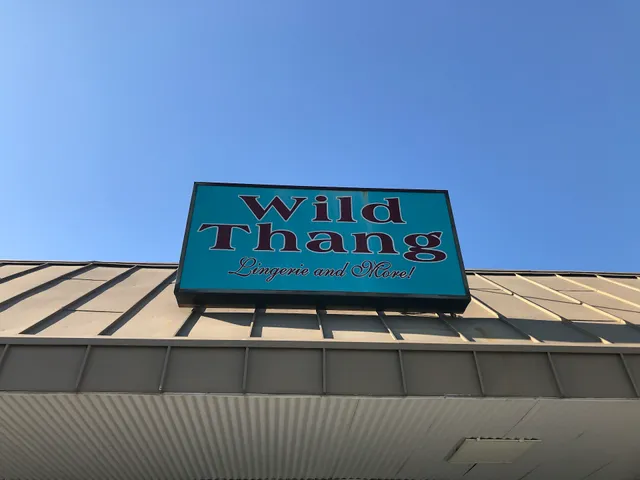 Wild
Thang
Lingerie and More!